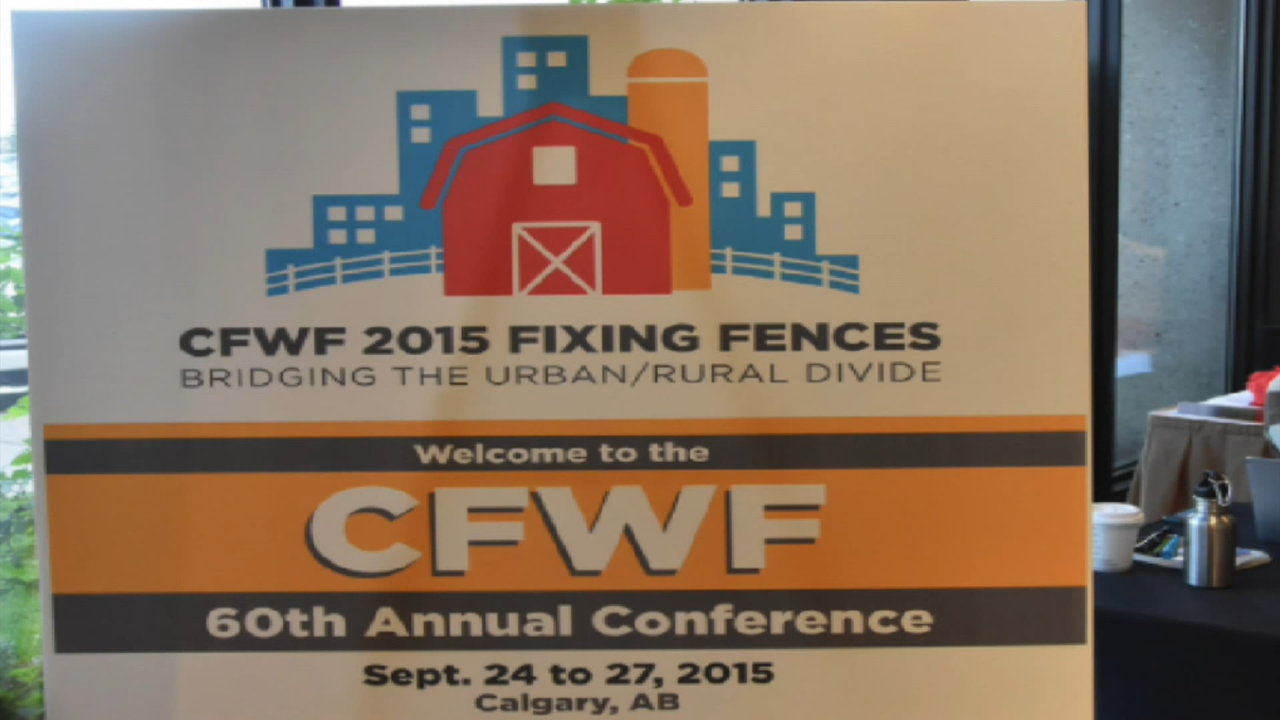 CFWF 2015 FIXING FENCES
BRIDGING THE URBAN/RURAL DIVIDE
Welcome to the
CFWF
60th Annual Conference
Sept. 24 to 27, 2015
Calgary, AB